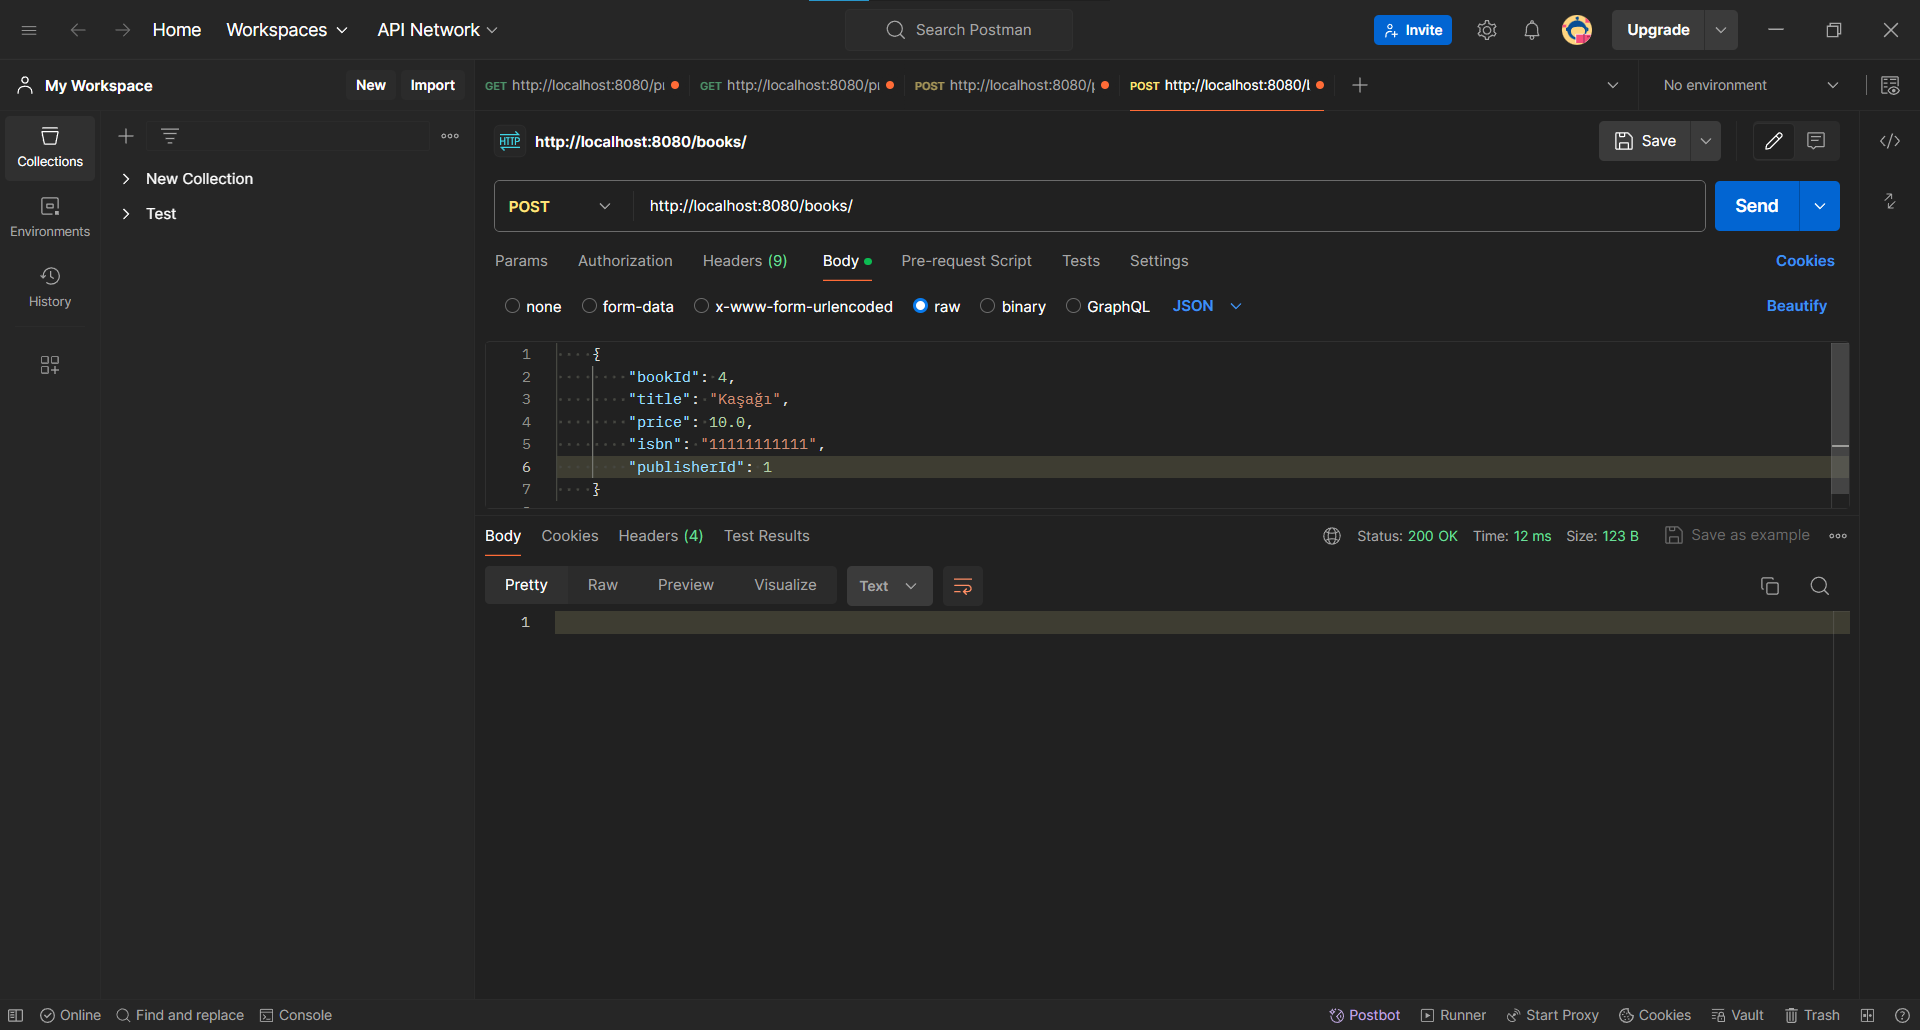 Home Workspaces API Network Search Postman Invite Upgrade
My Workspace New Import GET http://localhost:8080/pu GET http://localhost:8080/pu POST http://localhost:8080/p POST http://localhost:8080/b No environment
Collections
Environments
History
New Collection
Test
HTTP http://localhost:8080/books/ Save
POST http://localhost:8080/books/ Send
Params Authorization Headers (9) Body Pre-request Script Tests Settings Cookies
none form-data x-www-form-urlencoded raw binary GraphQL JSON Beautify
1 {
2 "bookId": 4,
3 "title": "Kaşağı",
4 "price": 10.0,
5 "isbn": "11111111111",
6 "publisherId": 1
7 }
Body Cookies Headers (4) Test Results Status: 200 OK Time: 12 ms Size: 123 B Save as example
Pretty Raw Preview Visualize Text
1
Online Find and replace Console Postbot Runner Start Proxy Cookies Vault Trash